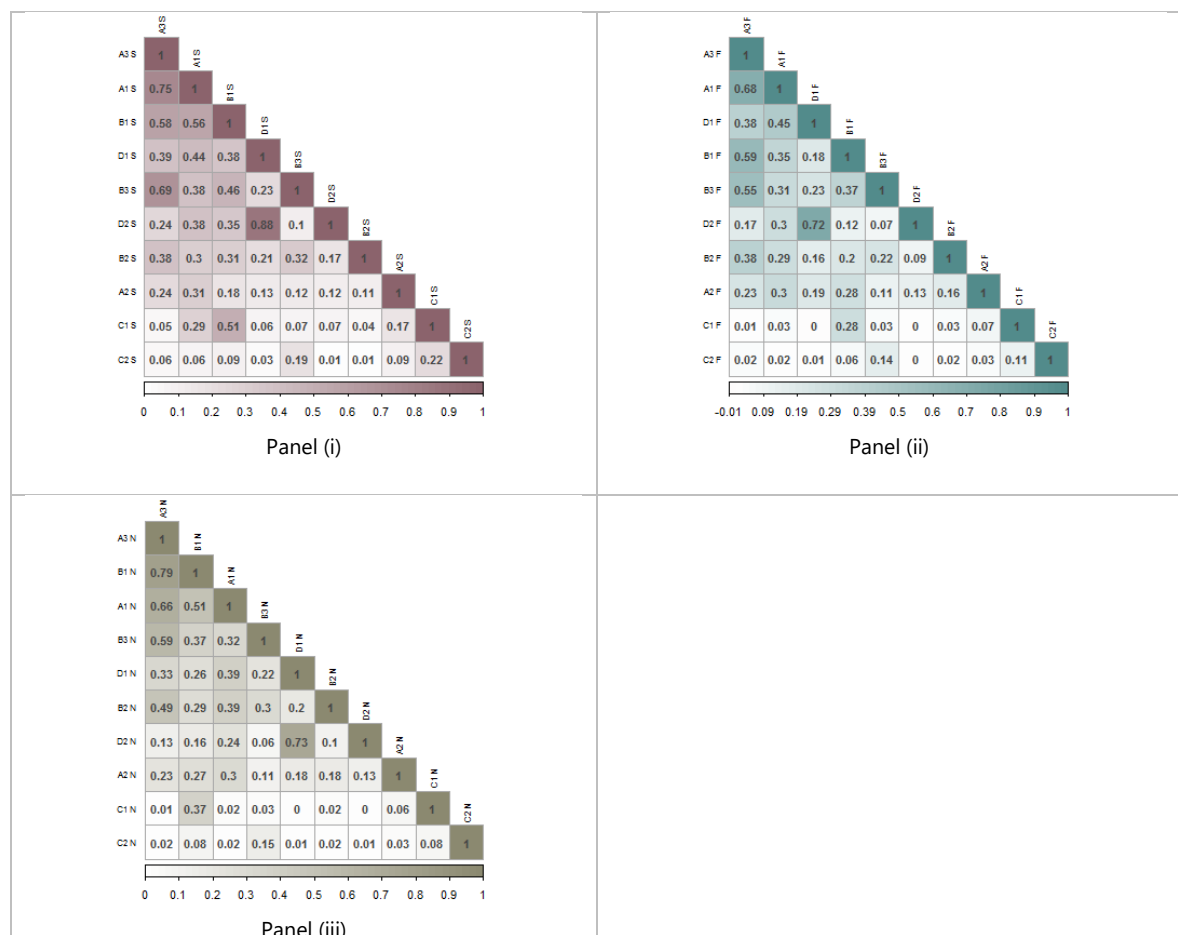 A3 S
A3 S 1 A1 S
A1 S 0.75 1 B1 S
B1 S 0.58 0.56 1 D1 S
D1 S 0.39 0.44 0.38 1 B3 S
B3 S 0.69 0.38 0.46 0.23 1 D2 S
D2 S 0.24 0.38 0.35 0.88 0.1 1 B2 S
B2 S 0.38 0.3 0.31 0.21 0.32 0.17 1 A2 S
A2 S 0.24 0.31 0.18 0.13 0.12 0.12 0.11 1 C1 S
C1 S 0.05 0.29 0.51 0.06 0.07 0.07 0.04 0.17 1 C2 S
C2 S 0.06 0.06 0.09 0.03 0.19 0.01 0.01 0.09 0.22 1
0 0.1 0.2 0.3 0.4 0.5 0.6 0.7 0.8 0.9 1
Panel (i)
A3 F
A3 F 1 A1 F
A1 F 0.68 1 D1 F
D1 F 0.38 0.45 1 B1 F
B1 F 0.59 0.35 0.18 1 B3 F
B3 F 0.55 0.31 0.23 0.37 1 D2 F
D2 F 0.17 0.3 0.72 0.12 0.07 1 B2 F
B2 F 0.38 0.29 0.16 0.2 0.22 0.09 1 A2 F
A2 F 0.23 0.3 0.19 0.28 0.11 0.13 0.16 1 C1 F
C1 F 0.01 0.03 0 0.28 0.03 0 0.03 0.07 1 C2 F
C2 F 0.02 0.02 0.01 0.06 0.14 0 0.02 0.03 0.11 1
-0.01 0.09 0.19 0.29 0.39 0.5 0.6 0.7 0.8 0.9 1
Panel (ii)
A3 N
A3 N 1 B1 N
B1 N 0.79 1 A1 N
A1 N 0.66 0.51 1 B3 N
B3 N 0.59 0.37 0.32 1 D1 N
D1 N 0.33 0.26 0.39 0.22 1 B2 N
B2 N 0.49 0.29 0.39 0.3 0.2 1 D2 N
D2 N 0.13 0.16 0.24 0.06 0.73 0.1 1 A2 N
A2 N 0.23 0.27 0.3 0.11 0.18 0.18 0.13 1 C1 N
C1 N 0.01 0.37 0.02 0.03 0 0.02 0 0.06 1 C2 N
C2 N 0.02 0.08 0.02 0.15 0.01 0.02 0.01 0.03 0.08 1
0 0.1 0.2 0.3 0.4 0.5 0.6 0.7 0.8 0.9 1
Panel (iii)